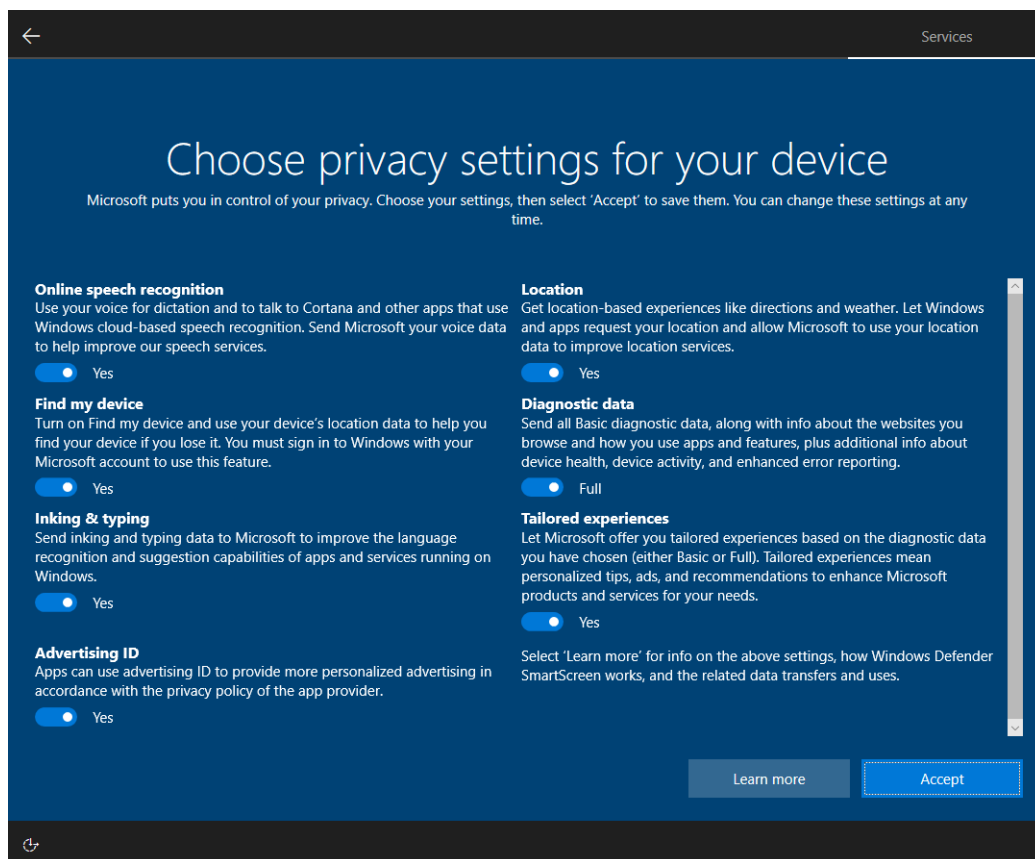 Services
Choose privacy settings for your device
Microsoft puts you in control of your privacy. Choose your settings, then select ‘Accept’ to save them. You can change these settings at any
time.
Online speech recognition
Use your voice for dictation and to talk to Cortana and other apps that use
Windows cloud-based speech recognition. Send Microsoft your voice data
to help improve our speech services.
Yes
Find my device
Turn on Find my device and use your device’s location data to help you
find your device if you lose it. You must sign in to Windows with your
Microsoft account to use this feature.
Yes
Inking & typing
Send inking and typing data to Microsoft to improve the language
recognition and suggestion capabilities of apps and services running on
Windows.
Yes
Advertising ID
Apps can use advertising ID to provide more personalized advertising in
accordance with the privacy policy of the app provider.
Yes
Location
Get location-based experiences like directions and weather. Let Windows
and apps request your location and allow Microsoft to use your location
data to improve location services.
Yes
Diagnostic data
Send all Basic diagnostic data, along with info about the websites you
browse and how you use apps and features, plus additional info about
device health, device activity, and enhanced error reporting.
Full
Tailored experiences
Let Microsoft offer you tailored experiences based on the diagnostic data
you have chosen (either Basic or Full). Tailored experiences mean
personalized tips, ads, and recommendations to enhance Microsoft
products and services for your needs.
Yes
Select ‘Learn more’ for info on the above settings, how Windows Defender
SmartScreen works, and the related data transfers and uses.
Learn more
Accept